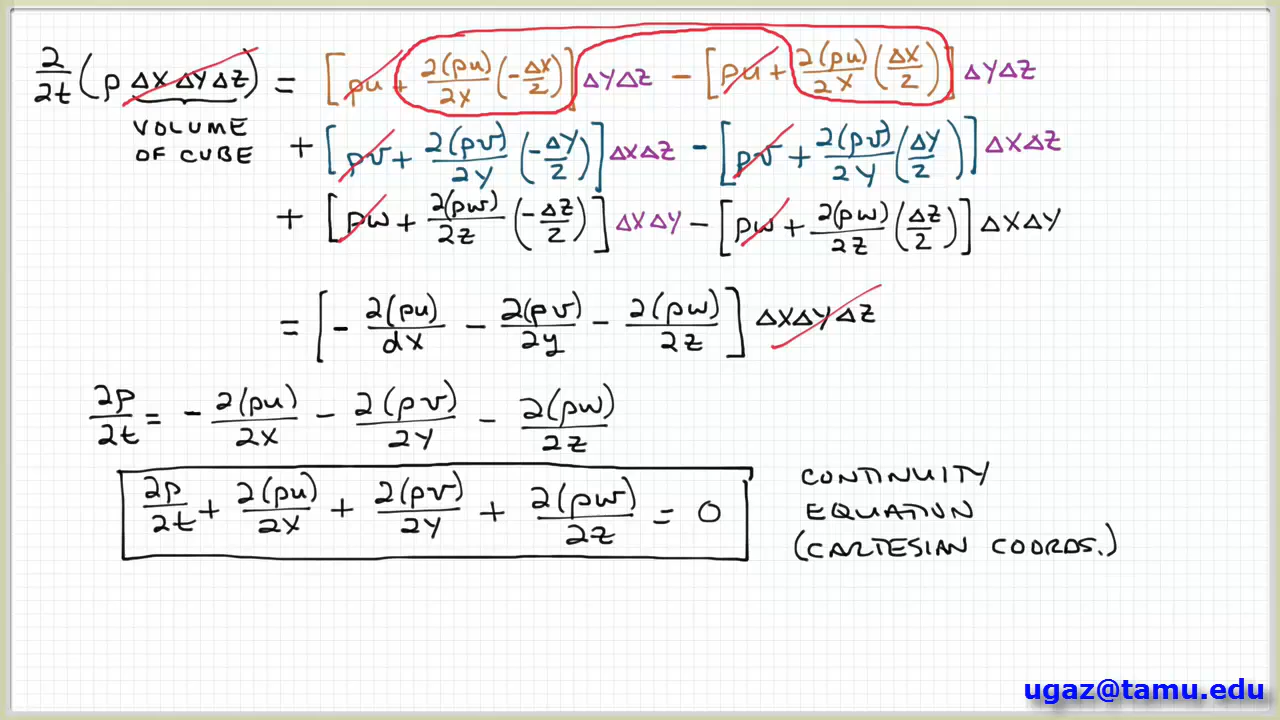 ∂/∂t (ρ ΔxΔyΔz) = [ρu + ∂(ρu)/∂x (-Δx/2)] ΔyΔz − [ρu + ∂(ρu)/∂x (Δx/2)] ΔyΔz
VOLUME
OF CUBE
+ [ρv + ∂(ρv)/∂y (-Δy/2)] ΔxΔz − [ρv + ∂(ρv)/∂y (Δy/2)] ΔxΔz
+ [ρw + ∂(ρw)/∂z (-Δz/2)] ΔxΔy − [ρw + ∂(ρw)/∂z (Δz/2)] ΔxΔy
= [- ∂(ρu)/dx − ∂(ρv)/∂y − ∂(ρw)/∂z] ΔxΔyΔz
∂ρ/∂t = - ∂(ρu)/∂x − ∂(ρv)/∂y − ∂(ρw)/∂z
∂ρ/∂t + ∂(ρu)/∂x + ∂(ρv)/∂y + ∂(ρw)/∂z = 0
CONTINUITY
EQUATION
(CARTESIAN COORDS.)
ugaz@tamu.edu